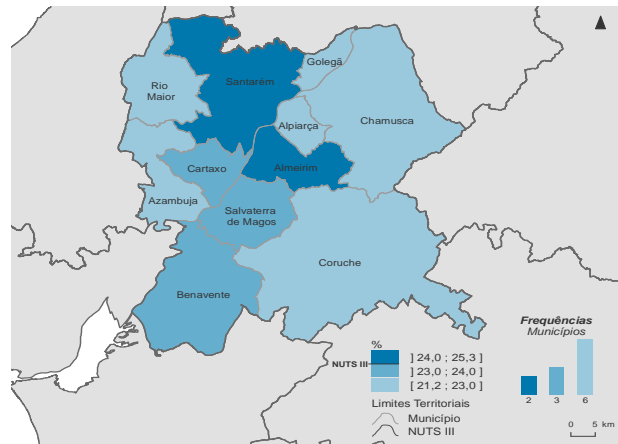 Golegã
Rio
Maior
Santarém
Alpiarça
Chamusca
Cartaxo
Almeirim
Azambuja
Salvaterra
de Magos
Coruche
Benavente
%
NUTS III
] 24,0 ; 25,3 ]
] 23,0 ; 24,0 ]
[ 21,2 ; 23,0 ]
Limites Territoriais
Município
NUTS III
Frequências
Municípios
2 3 6
0 5 km